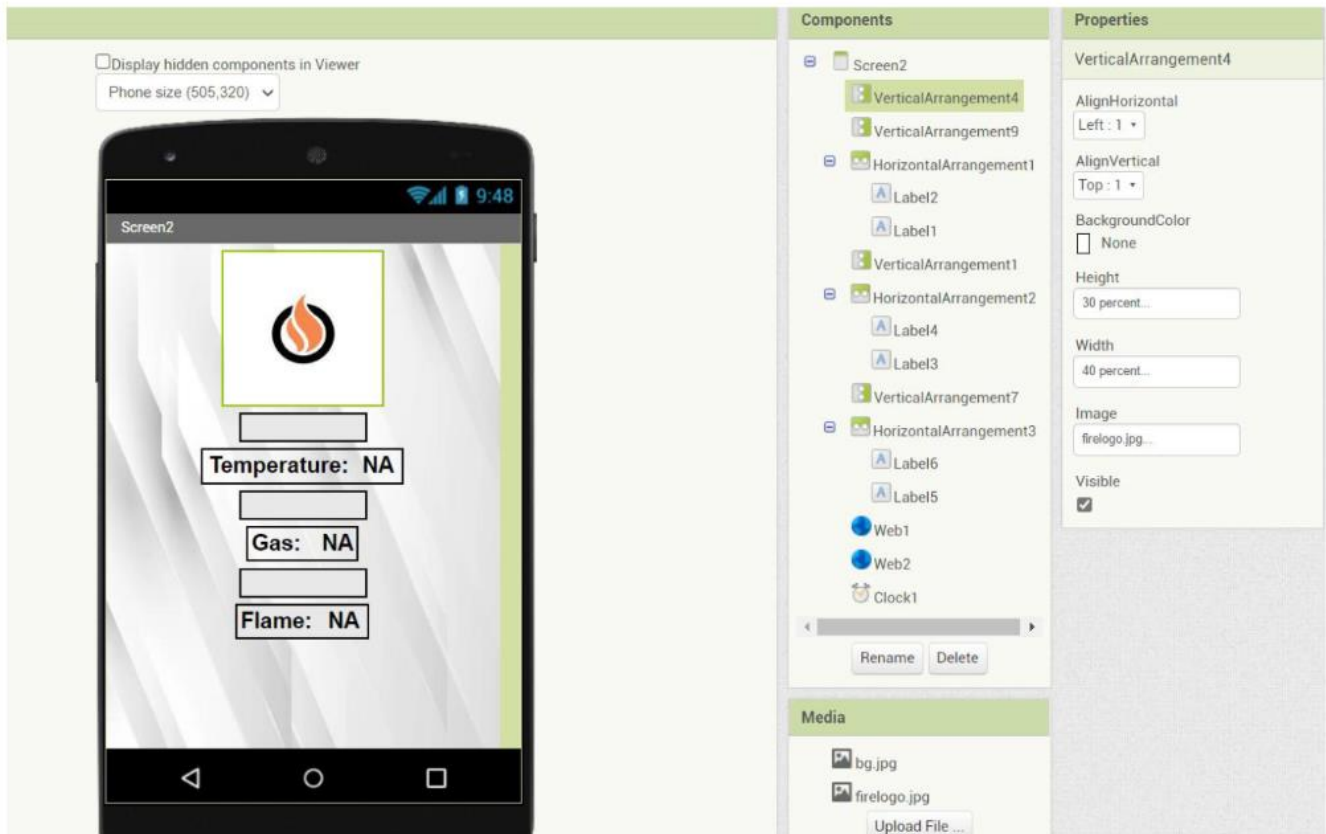 Components
Properties
Display hidden components in Viewer
Phone size (505,320)
9:48
Screen2
Temperature: NA
Gas: NA
Flame: NA
Screen2
VerticalArrangement4
VerticalArrangement9
HorizontalArrangement1
Label2
Label1
VerticalArrangement1
HorizontalArrangement2
Label4
Label3
VerticalArrangement7
HorizontalArrangement3
Label6
Label5
Web1
Web2
Clock1
Rename Delete
Media
bg.jpg
firelogo.jpg
Upload File ...
VerticalArrangement4
AlignHorizontal
Left : 1
AlignVertical
Top : 1
BackgroundColor
None
Height
30 percent...
Width
40 percent...
Image
firelogo.jpg...
Visible